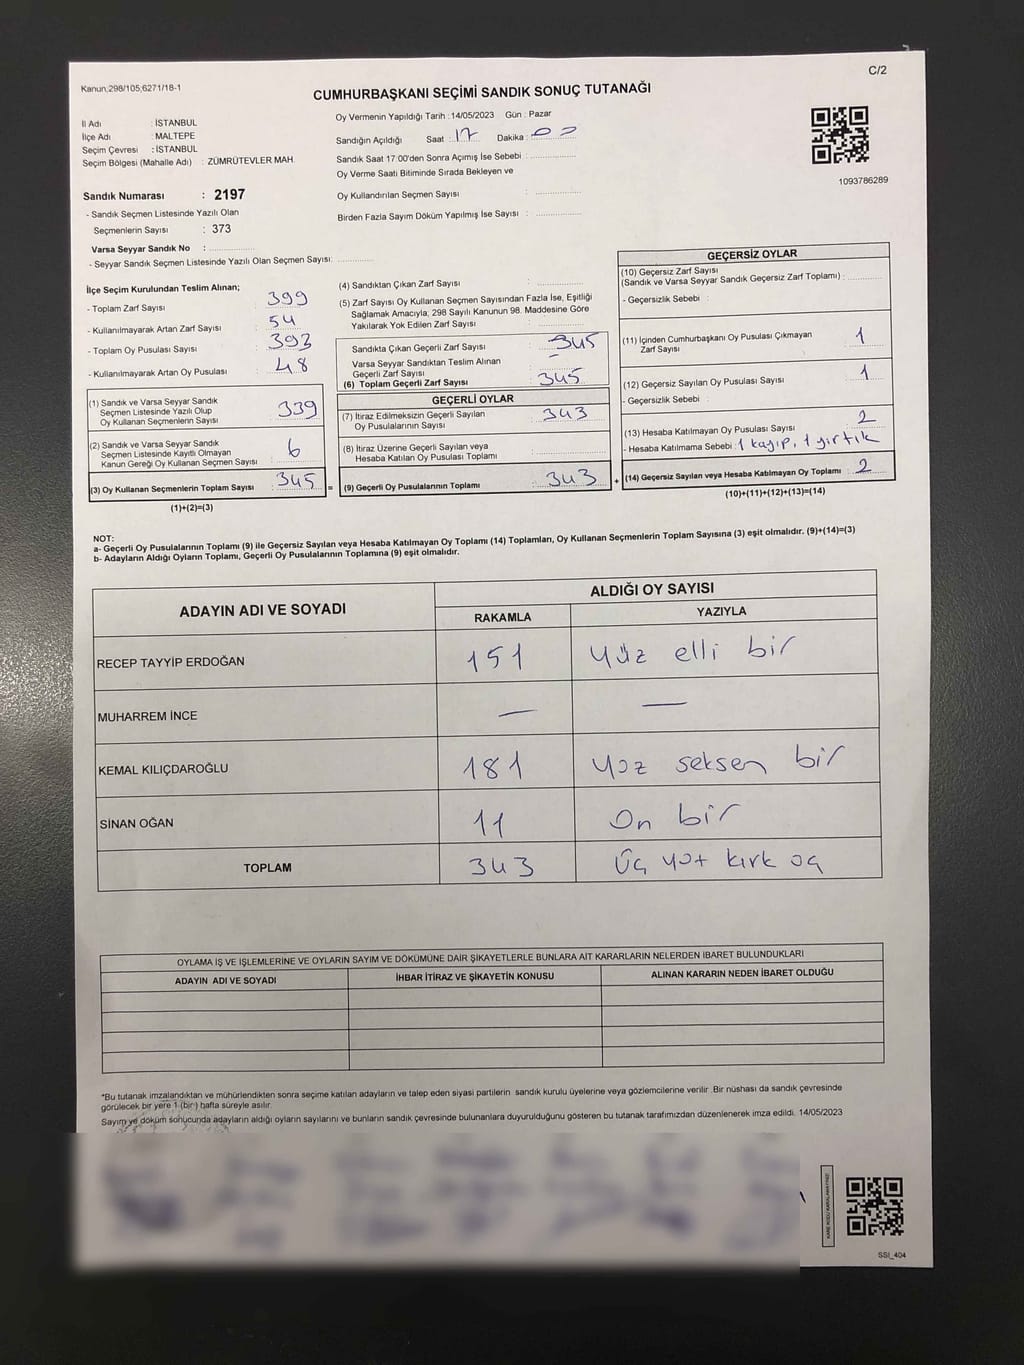 Kanun;298/105;6271/18-1
C/2
CUMHURBAŞKANI SEÇİMİ SANDIK SONUÇ TUTANAĞI
İl Adı : İSTANBUL
İlçe Adı : MALTEPE
Seçim Çevresi : İSTANBUL
Seçim Bölgesi (Mahalle Adı) : ZÜMRÜTEVLER MAH.
Oy Vermenin Yapıldığı Tarih : 14/05/2023 Gün : Pazar
Sandığın Açıldığı Saat : 17 Dakika : 00
Sandık Saat 17:00'den Sonra Açımış İse Sebebi :
Oy Verme Saati Bitiminde Sırada Bekleyen ve
Oy Kullandırılan Seçmen Sayısı :
Birden Fazla Sayım Döküm Yapılmış İse Sayısı :
1093786289
Sandık Numarası : 2197
- Sandık Seçmen Listesinde Yazılı Olan
Seçmenlerin Sayısı : 373
Varsa Seyyar Sandık No :
- Seyyar Sandık Seçmen Listesinde Yazılı Olan Seçmen Sayısı:
İlçe Seçim Kurulundan Teslim Alınan;
- Toplam Zarf Sayısı : 399
- Kullanılmayarak Artan Zarf Sayısı : 54
- Toplam Oy Pusulası Sayısı : 393
- Kullanılmayarak Artan Oy Pusulası : 48
(1) Sandık ve Varsa Seyyar Sandık
Seçmen Listesinde Yazılı Olup
Oy Kullanan Seçmenlerin Sayısı : 339
(2) Sandık ve Varsa Seyyar Sandık
Seçmen Listesinde Kayıtlı Olmayan
Kanun Gereği Oy Kullanan Seçmen Sayısı : 6
(3) Oy Kullanan Seçmenlerin Toplam Sayısı : 345 =
(1)+(2)=(3)
(4) Sandıktan Çıkan Zarf Sayısı :
(5) Zarf Sayısı Oy Kullanan Seçmen Sayısından Fazla İse, Eşitliği
Sağlamak Amacıyla; 298 Sayılı Kanunun 98. Maddesine Göre
Yakılarak Yok Edilen Zarf Sayısı :
Sandıkta Çıkan Geçerli Zarf Sayısı : 345
Varsa Seyyar Sandıktan Teslim Alınan
Geçerli Zarf Sayısı : –
(6) Toplam Geçerli Zarf Sayısı : 345
GEÇERLİ OYLAR
(7) İtiraz Edilmeksizin Geçerli Sayılan
Oy Pusulalarının Sayısı : 343
(8) İtiraz Üzerine Geçerli Sayılan veya
Hesaba Katılan Oy Pusulası Toplamı :
(9) Geçerli Oy Pusulalarının Toplamı : 343 +
GEÇERSİZ OYLAR
(10) Geçersiz Zarf Sayısı
(Sandık ve Varsa Seyyar Sandık Geçersiz Zarf Toplamı) :
- Geçersizlik Sebebi :
(11) İçinden Cumhurbaşkanı Oy Pusulası Çıkmayan
Zarf Sayısı : 1
(12) Geçersiz Sayılan Oy Pusulası Sayısı : 1
- Geçersizlik Sebebi :
(13) Hesaba Katılmayan Oy Pusulası Sayısı : 2
- Hesaba Katılmama Sebebi : 1 kayıp, 1 yırtık
(14) Geçersiz Sayılan veya Hesaba Katılmayan Oy Toplamı : 2
(10)+(11)+(12)+(13)=(14)
NOT:
a- Geçerli Oy Pusulalarının Toplamı (9) ile Geçersiz Sayılan veya Hesaba Katılmayan Oy Toplamı (14) Toplamları, Oy Kullanan Seçmenlerin Toplam Sayısına (3) eşit olmalıdır. (9)+(14)=(3)
b- Adayların Aldığı Oyların Toplamı, Geçerli Oy Pusulalarının Toplamına (9) eşit olmalıdır.
ADAYIN ADI VE SOYADI
ALDIĞI OY SAYISI
RAKAMLA YAZIYLA
RECEP TAYYİP ERDOĞAN 151 Yüz elli bir
MUHARREM İNCE — —
KEMAL KILIÇDAROĞLU 181 Yüz seksen bir
SİNAN OĞAN 11 On bir
TOPLAM 343 Üç yüz kırk üç
OYLAMA İŞ VE İŞLEMLERİNE VE OYLARIN SAYIM VE DÖKÜMÜNE DAİR ŞİKAYETLERLE BUNLARA AİT KARARLARIN NELERDEN İBARET BULUNDUKLARI
ADAYIN ADI VE SOYADI İHBAR İTİRAZ VE ŞİKAYETİN KONUSU ALINAN KARARIN NEDEN İBARET OLDUĞU
*Bu tutanak imzalandıktan ve mühürlendikten sonra seçime katılan adayların ve talep eden siyasi partilerin sandık kurulu üyelerine veya gözlemcilerine verilir. Bir nüshası da sandık çevresinde
görülecek bir yere 1 (bir) hafta süreyle asılır.
Sayım ve döküm sonucunda adayların aldığı oyların sayılarını ve bunların sandık çevresinde bulunanlara duyurulduğunu gösteren bu tutanak tarafımızdan düzenlenerek imza edildi. 14/05/2023
SSI_404